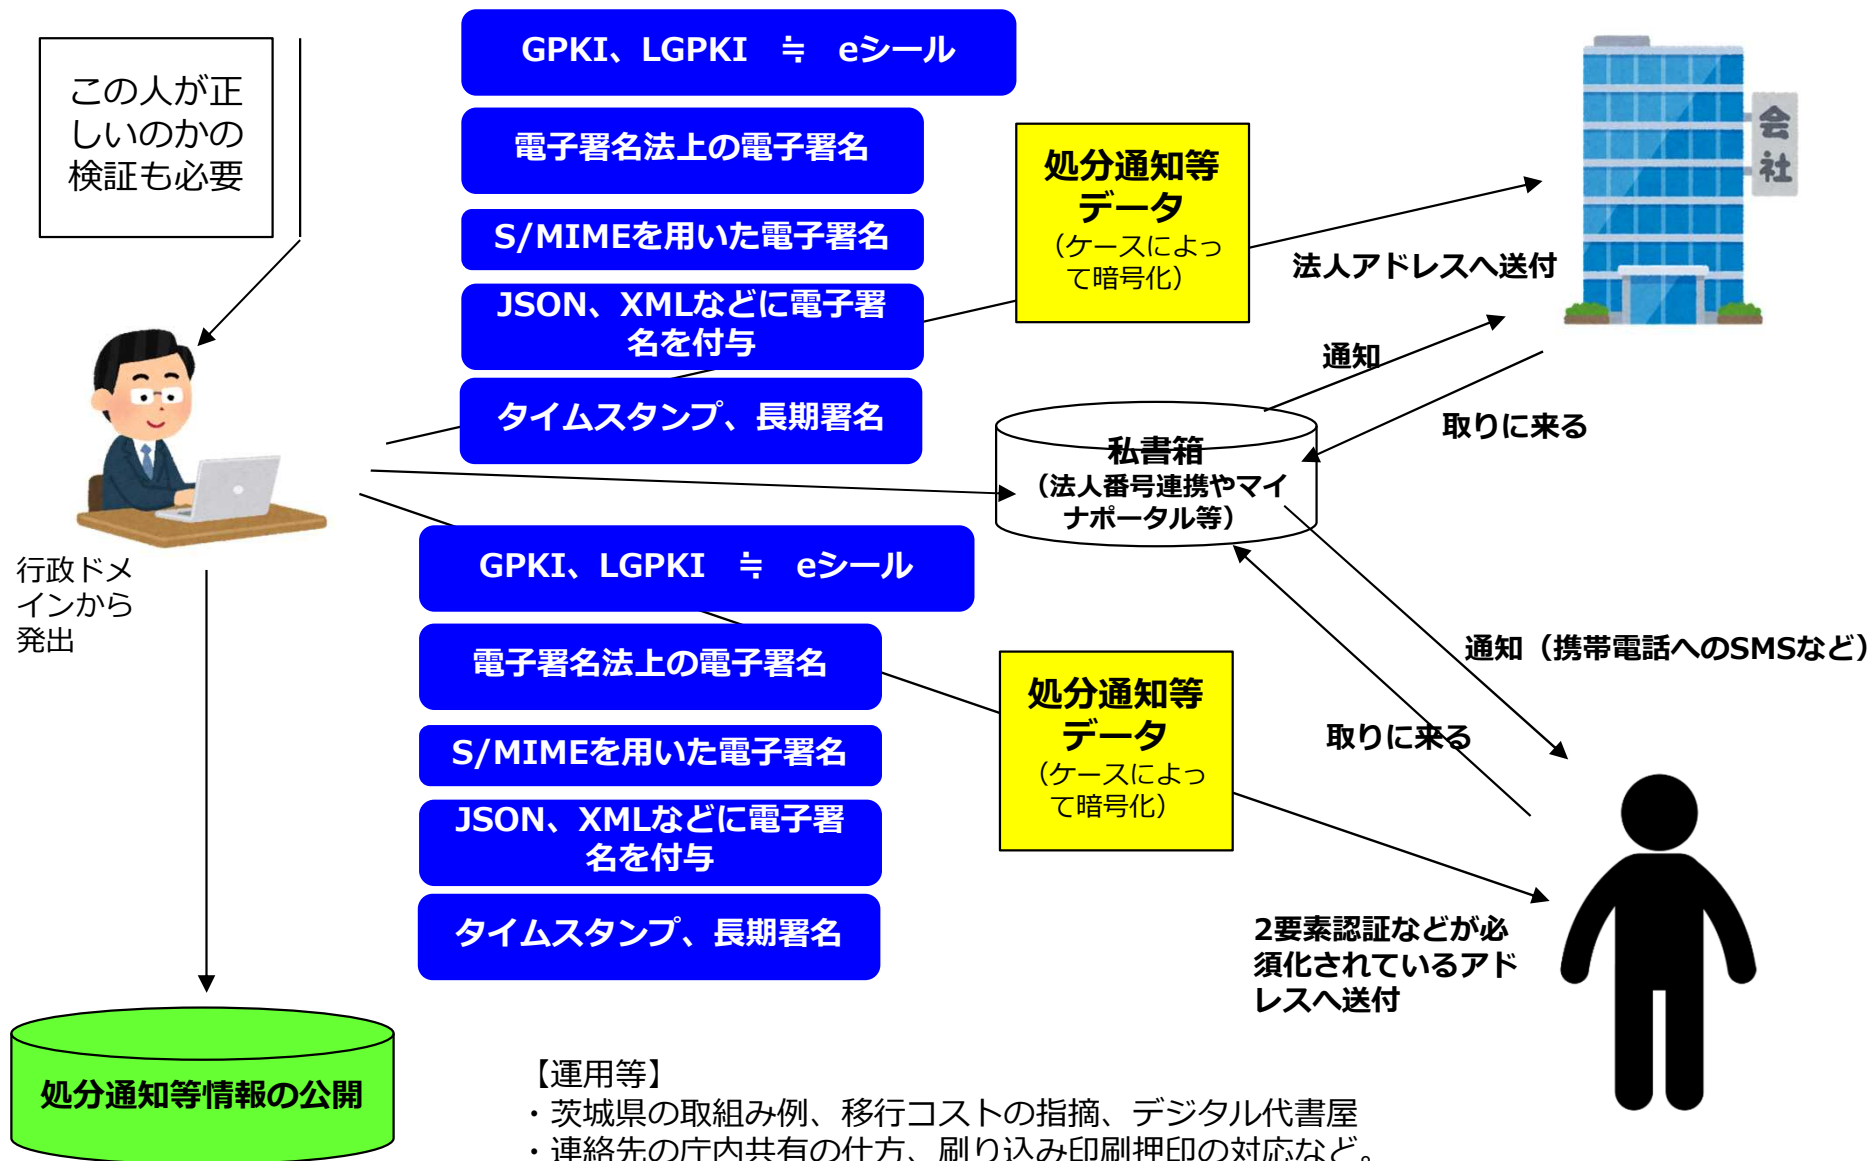 この人が正
しいのかの
検証も必要
GPKI、LGPKI ≒ eシール
電子署名法上の電子署名
S/MIMEを用いた電子署名
JSON、XMLなどに電子署
名を付与
タイムスタンプ、長期署名
処分通知等
データ
（ケースによっ
て暗号化）
会社
法人アドレスへ送付
通知
取りに来る
私書箱
（法人番号連携やマイ
ナポータル等）
行政ドメ
インから
発出
GPKI、LGPKI ≒ eシール
電子署名法上の電子署名
S/MIMEを用いた電子署名
JSON、XMLなどに電子署
名を付与
タイムスタンプ、長期署名
処分通知等
データ
（ケースによっ
て暗号化）
通知（携帯電話へのSMSなど）
取りに来る
2要素認証などが必
須化されているアド
レスへ送付
処分通知等情報の公開
【運用等】
・茨城県の取組み例、移行コストの指摘、デジタル代書屋
・連絡先の庁内共有の仕方、刷り込み印刷押印の対応など。